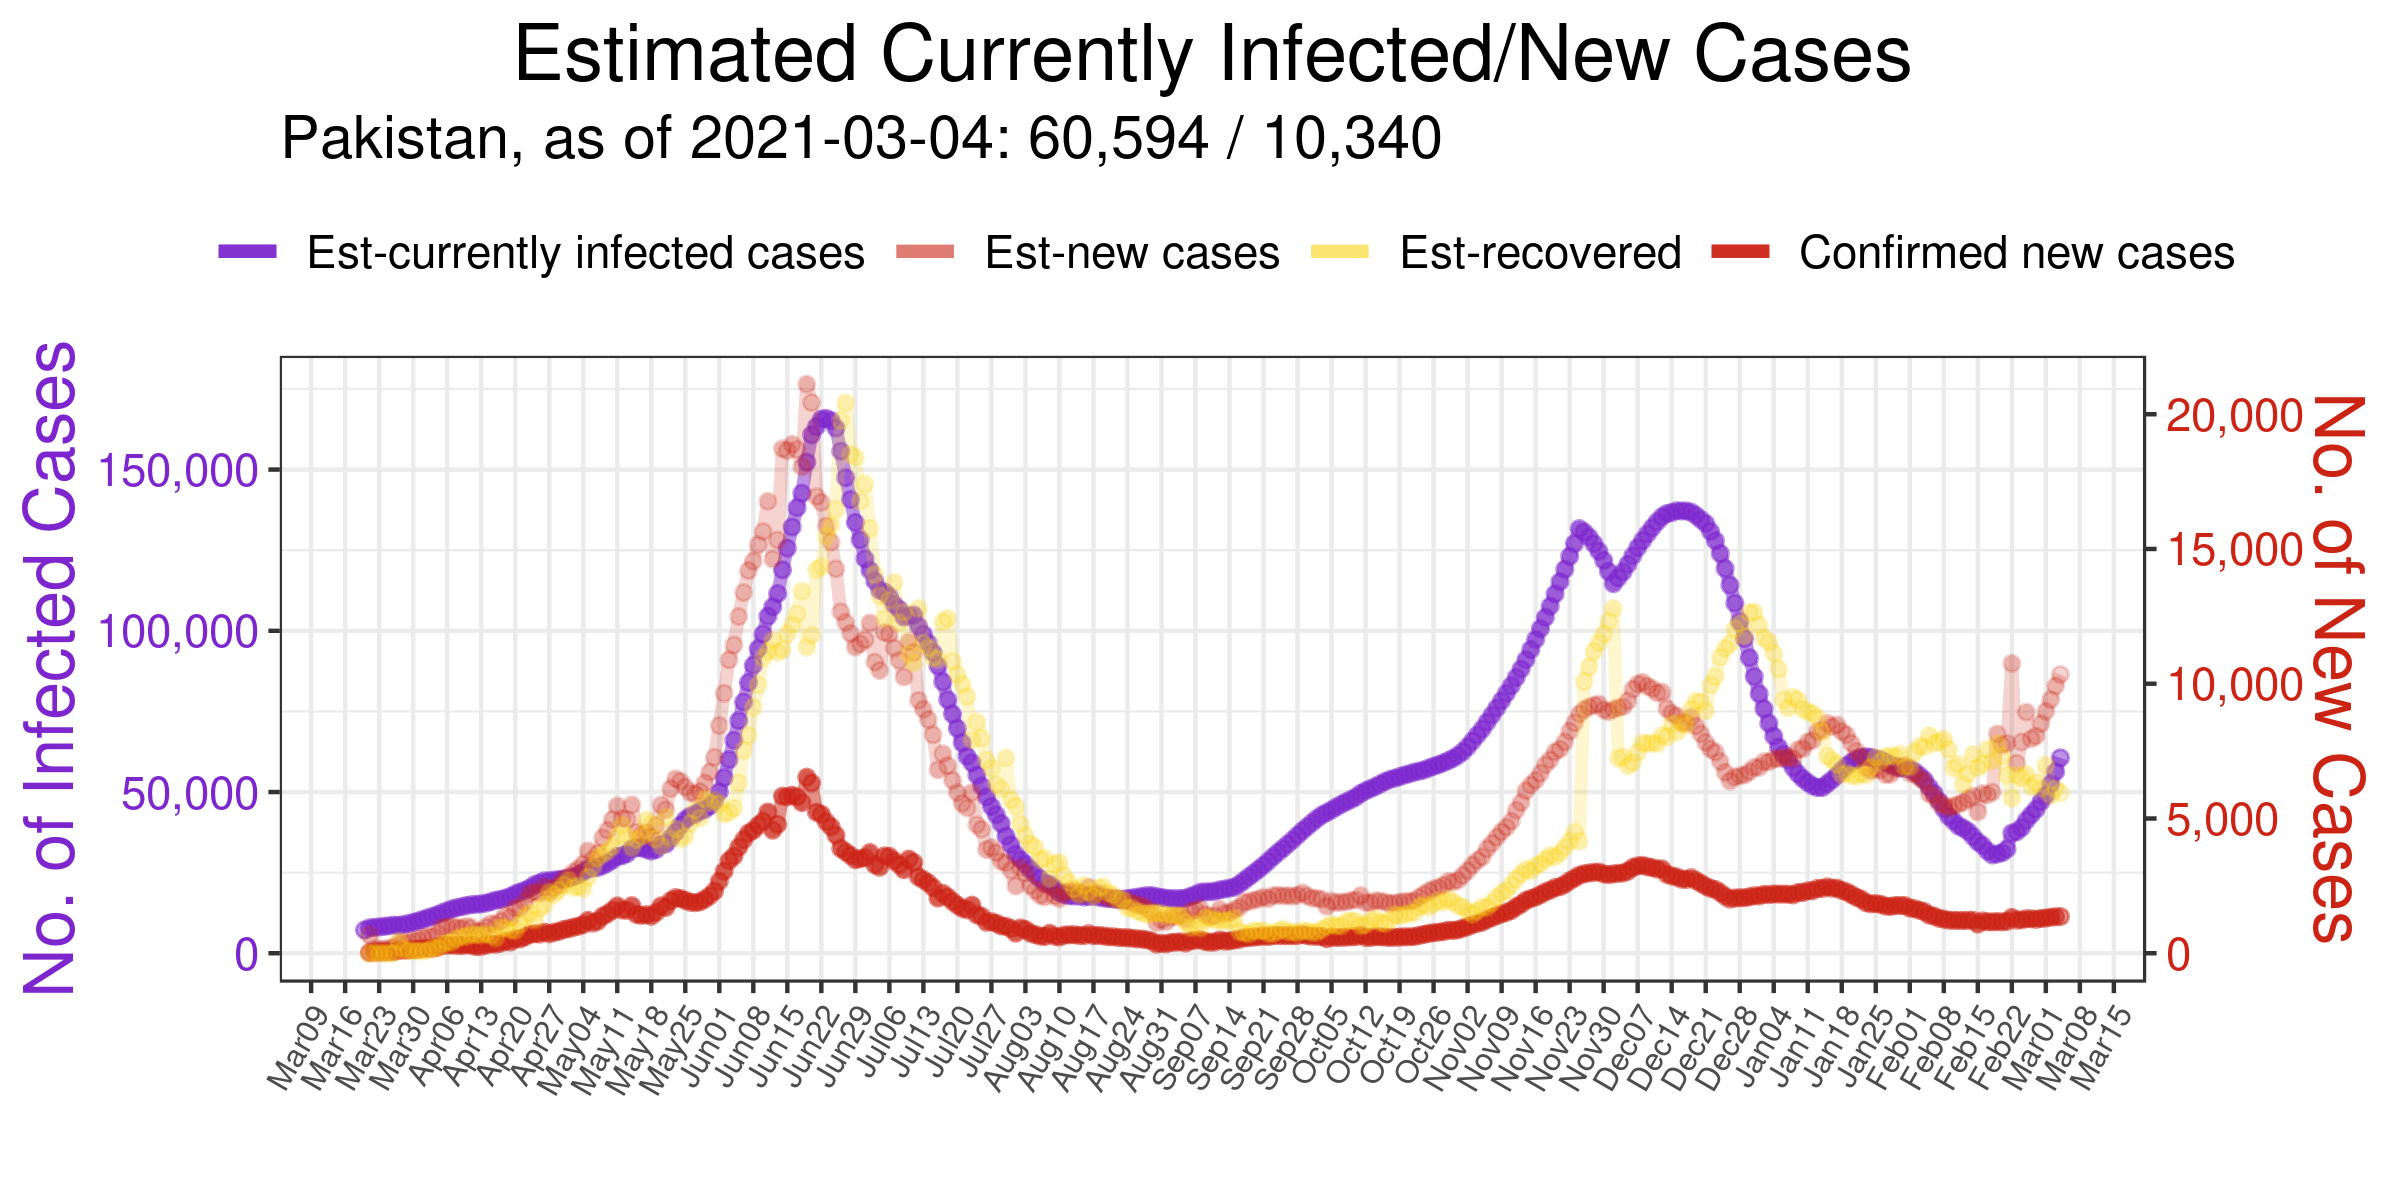 Estimated Currently Infected/New Cases
Pakistan, as of 2021-03-04: 60,594 / 10,340
Est-currently infected cases Est-new cases Est-recovered Confirmed new cases
No. of Infected Cases
150,000
100,000
50,000
0
20,000
15,000
10,000
5,000
0
No. of New Cases
Mar09 Mar16 Mar23 Mar30 Apr06 Apr13 Apr20 Apr27 May04 May11 May18 May25 Jun01 Jun08 Jun15 Jun22 Jun29 Jul06 Jul13 Jul20 Jul27 Aug03 Aug10 Aug17 Aug24 Aug31 Sep07 Sep14 Sep21 Sep28 Oct05 Oct12 Oct19 Oct26 Nov02 Nov09 Nov16 Nov23 Nov30 Dec07 Dec14 Dec21 Dec28 Jan04 Jan11 Jan18 Jan25 Feb01 Feb08 Feb15 Feb22 Mar01 Mar08 Mar15